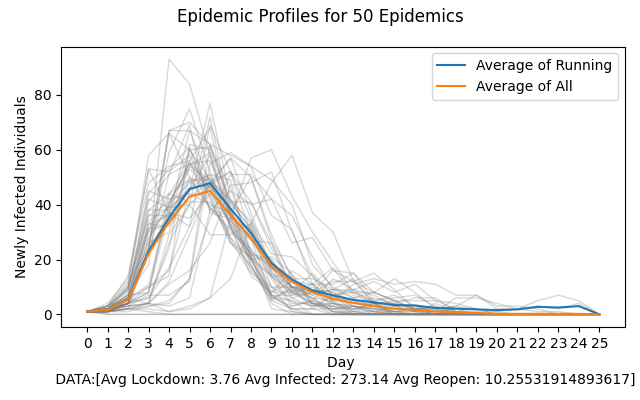 Epidemic Profiles for 50 Epidemics
Newly Infected Individuals
80
60
40
20
0
Average of Running
Average of All
0 1 2 3 4 5 6 7 8 9 10 11 12 13 14 15 16 17 18 19 20 21 22 23 24 25
Day
DATA:[Avg Lockdown: 3.76 Avg Infected: 273.14 Avg Reopen: 10.25531914893617]